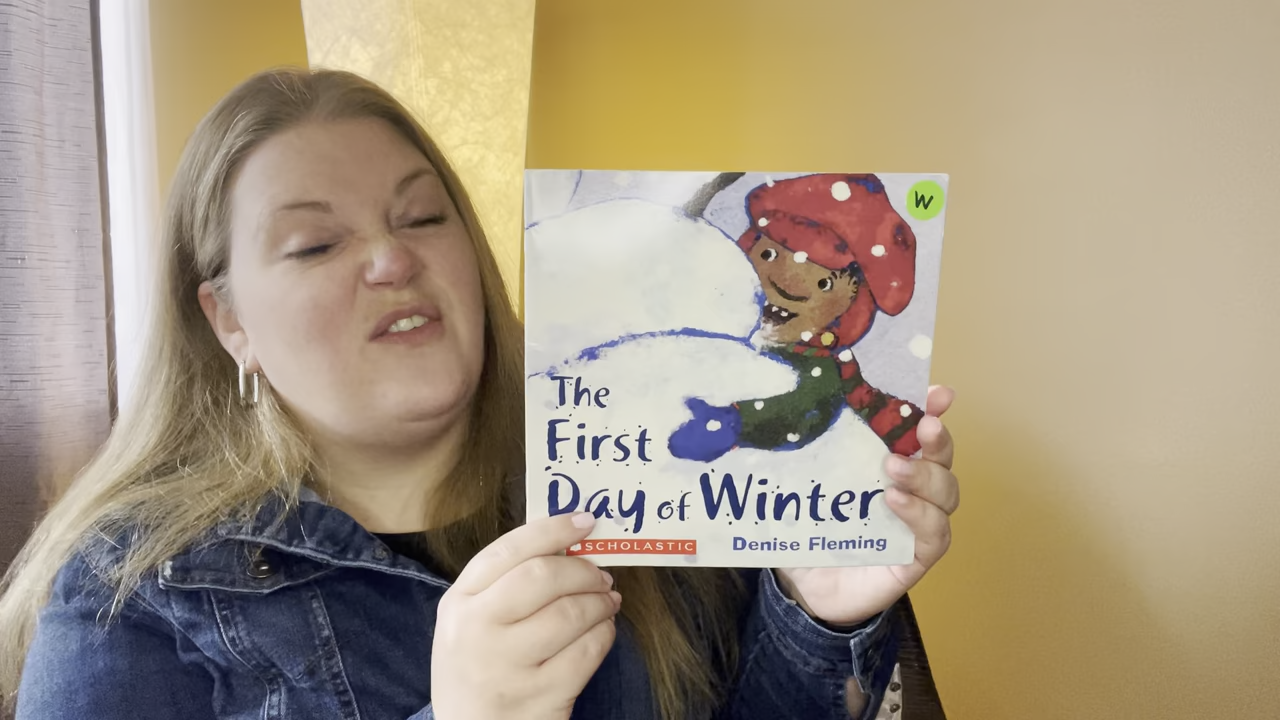 W
The
First
Day of Winter
SCHOLASTIC
Denise Fleming